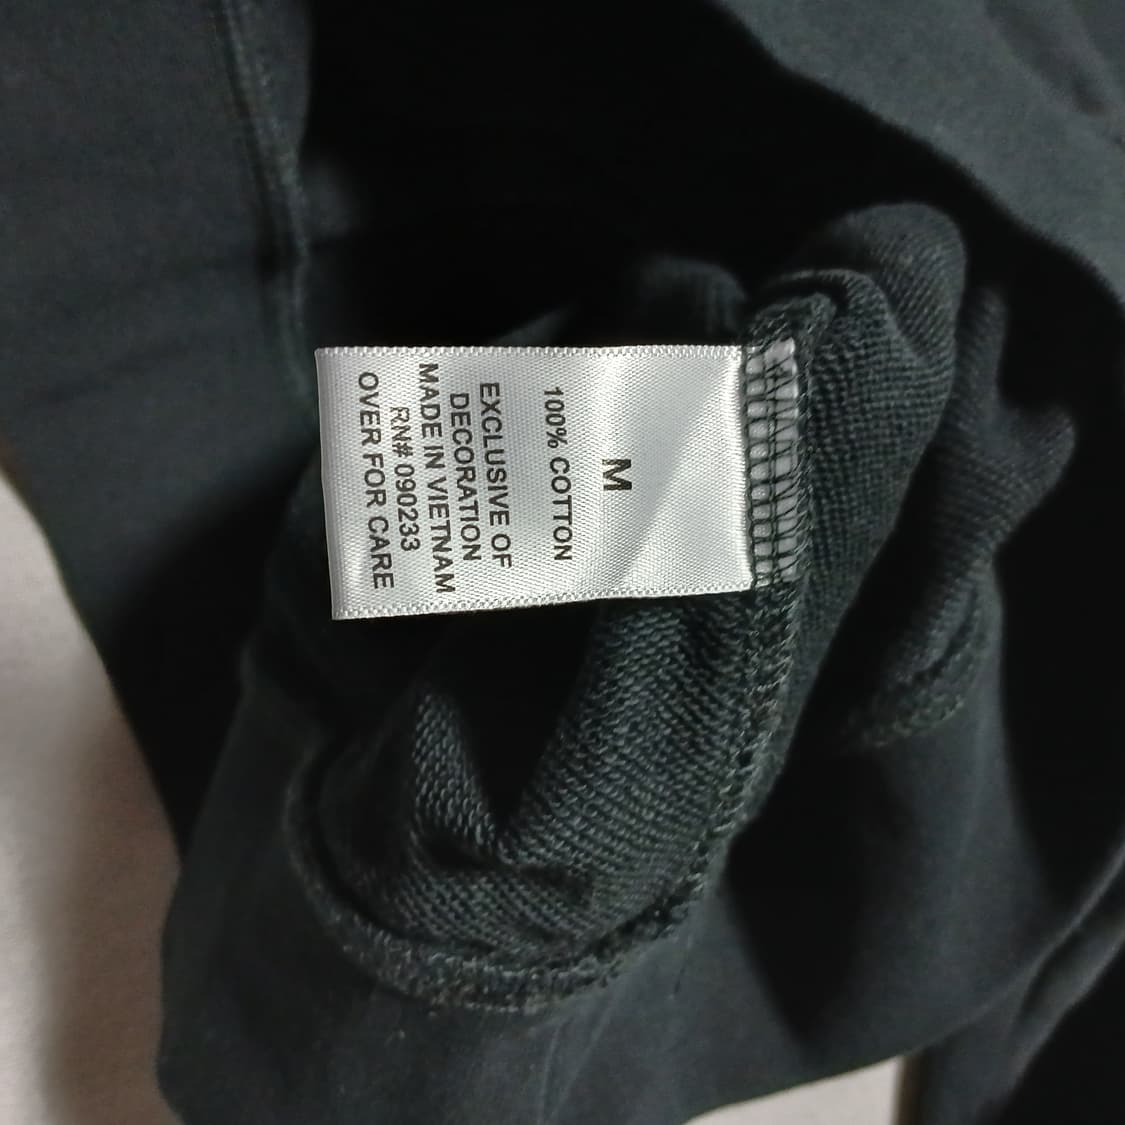 M
100% COTTON
EXCLUSIVE OF
DECORATION
MADE IN VIETNAM
RN# 090233
OVER FOR CARE